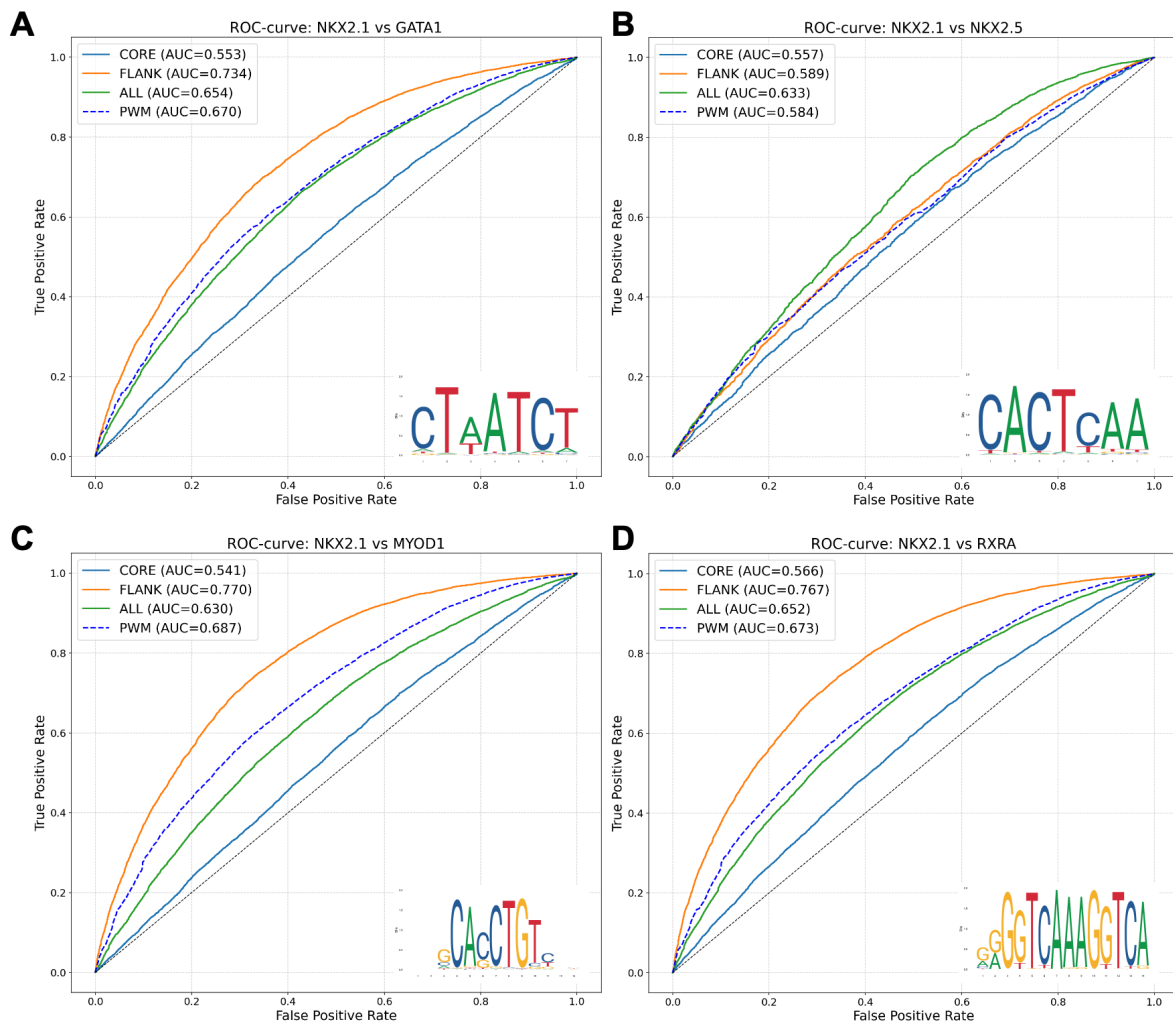 A
ROC-curve: NKX2.1 vs GATA1
CORE (AUC=0.553)
FLANK (AUC=0.734)
ALL (AUC=0.654)
PWM (AUC=0.670)
True Positive Rate
1.0
0.8
0.6
0.4
0.2
0.0
CTAATCT
T
0.0 0.2 0.4 0.6 0.8 1.0
False Positive Rate
B
ROC-curve: NKX2.1 vs NKX2.5
CORE (AUC=0.557)
FLANK (AUC=0.589)
ALL (AUC=0.633)
PWM (AUC=0.584)
True Positive Rate
1.0
0.8
0.6
0.4
0.2
0.0
CACTCAA
0.0 0.2 0.4 0.6 0.8 1.0
False Positive Rate
C
ROC-curve: NKX2.1 vs MYOD1
CORE (AUC=0.541)
FLANK (AUC=0.770)
ALL (AUC=0.630)
PWM (AUC=0.687)
True Positive Rate
1.0
0.8
0.6
0.4
0.2
0.0
GCACCTGTC
0.0 0.2 0.4 0.6 0.8 1.0
False Positive Rate
D
ROC-curve: NKX2.1 vs RXRA
CORE (AUC=0.566)
FLANK (AUC=0.767)
ALL (AUC=0.652)
PWM (AUC=0.673)
True Positive Rate
1.0
0.8
0.6
0.4
0.2
0.0
GGGGTCAAAGGTCA
0.0 0.2 0.4 0.6 0.8 1.0
False Positive Rate